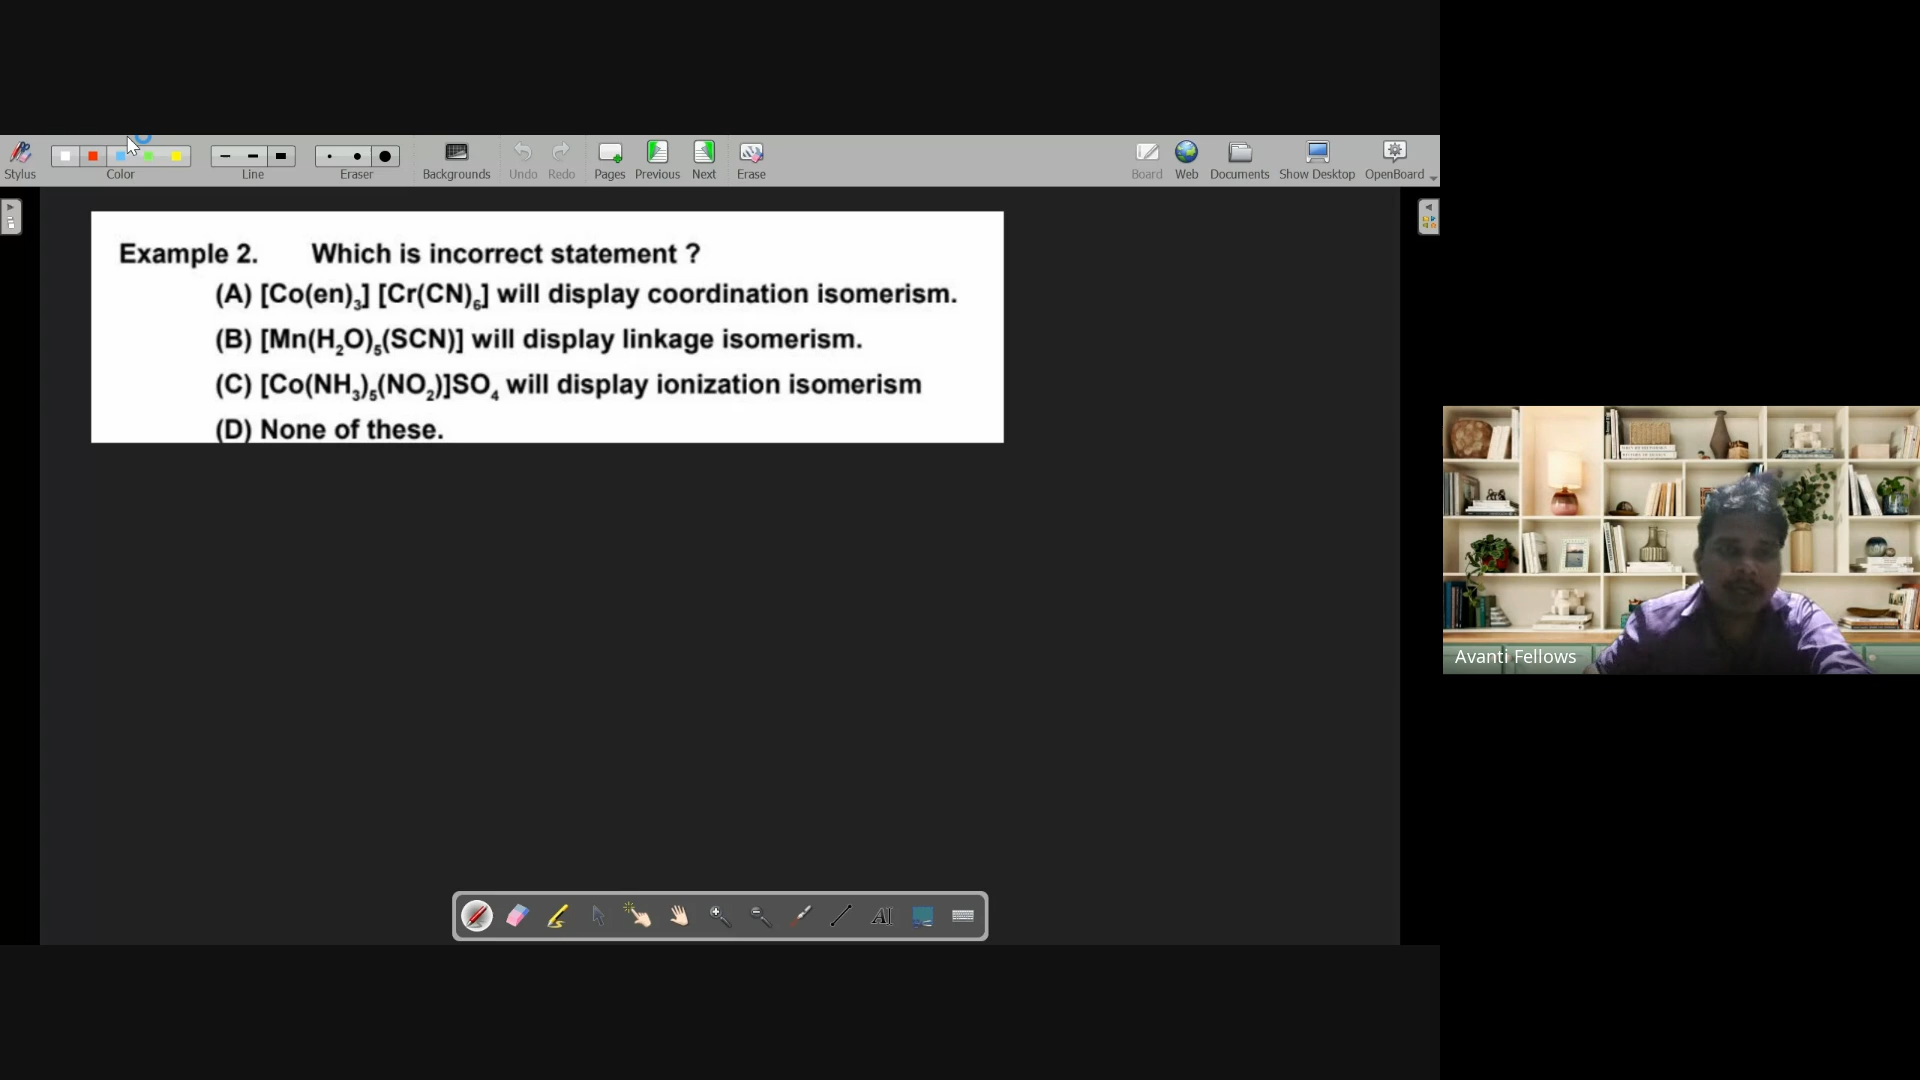 Stylus
Color
Line
Eraser
Backgrounds
Undo
Redo
Pages
Previous
Next
Erase
Board
Web
Documents
Show Desktop
OpenBoard
Example 2. Which is incorrect statement ?
(A) [Co(en)₃] [Cr(CN)₆] will display coordination isomerism.
(B) [Mn(H₂O)₅(SCN)] will display linkage isomerism.
(C) [Co(NH₃)₅(NO₂)]SO₄ will display ionization isomerism
(D) None of these.
Avanti Fellows
AI